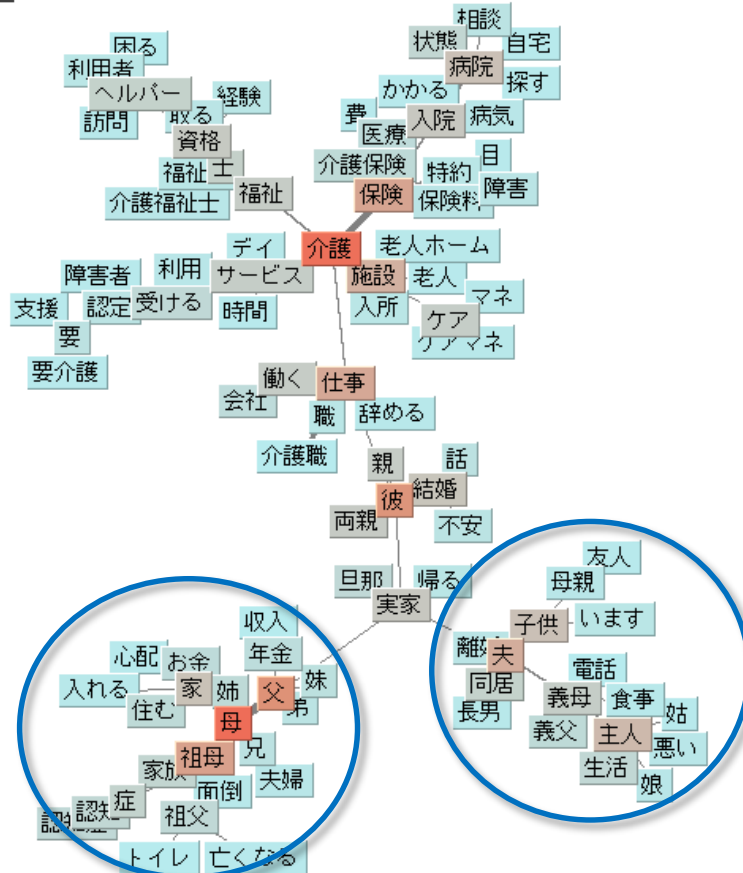 相談
困る
状態
自宅
利用者
病院
ヘルパー
かかる
探す
経験
費
訪問
取る
入院
病気
医療
資格
目
介護保険
福祉
士
特約
福祉
保険
障害
介護福祉士
保険料
デイ
介護
老人ホーム
障害者
利用
サービス
施設
老人
マネ
支援
認定
受ける
時間
入所
ケア
要
ケアマネ
要介護
働く
仕事
会社
職
辞める
介護職
親
話
彼
結婚
両親
不安
友人
旦那
帰る
母親
実家
収入
子供
います
離婚
夫
心配
お金
年金
電話
同居
入れる
家
姉
父
妹
義母
食事
住む
弟
長男
姑
母
義父
主人
兄
悪い
祖母
家族
生活
面倒
夫婦
娘
症
認知
認知症
祖父
トイレ
亡くなる